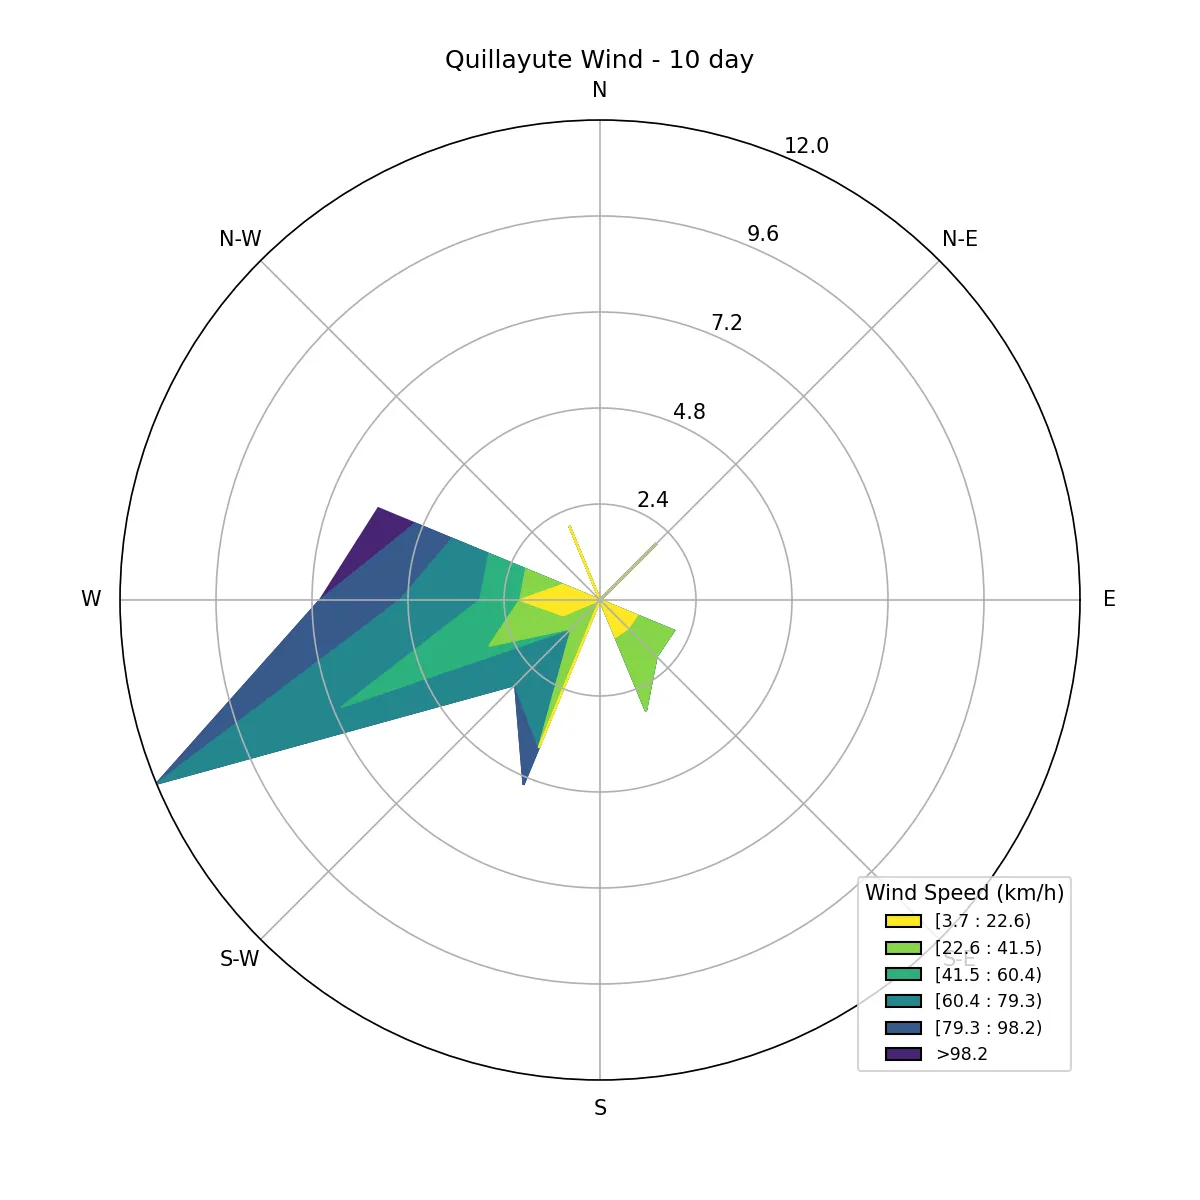 Quillayute Wind - 10 day
N
12.0
9.6
N-W
N-E
7.2
4.8
2.4
W
E
S-W
S-E
Wind Speed (km/h)
[3.7 : 22.6)
[22.6 : 41.5)
[41.5 : 60.4)
[60.4 : 79.3)
[79.3 : 98.2)
>98.2
S